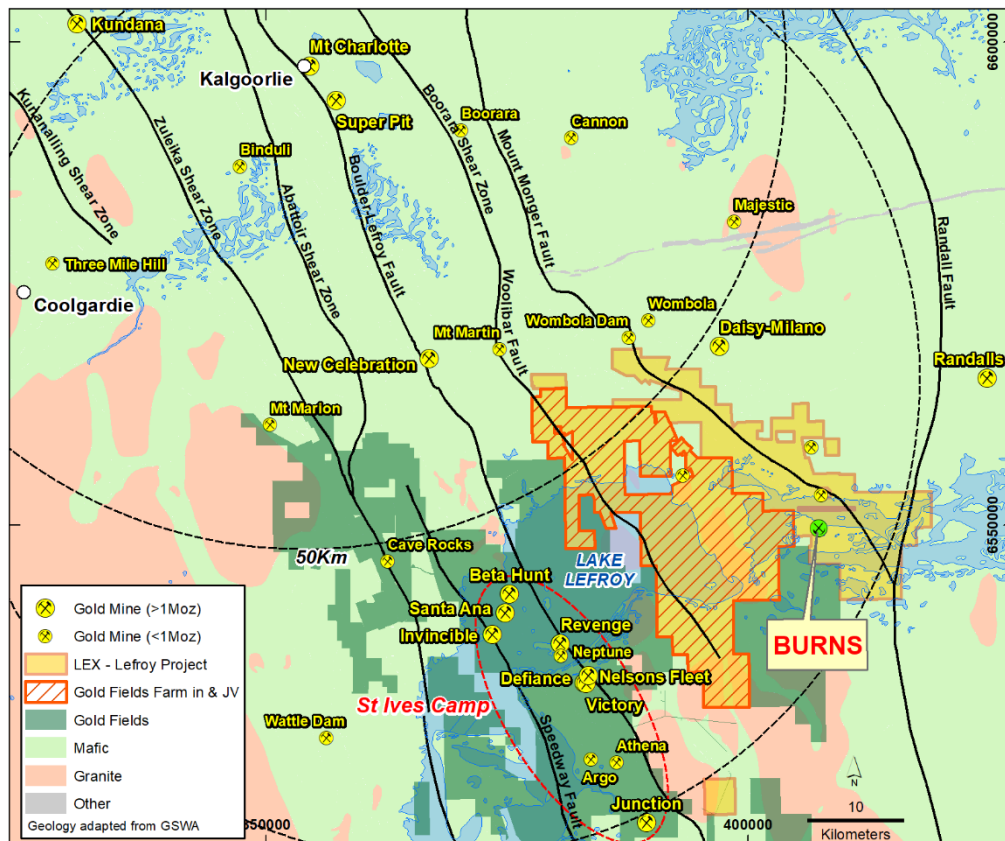 Kundana
Mt Charlotte
Kalgoorlie
Super Pit
Kunanalling Shear Zone
Zuleika Shear Zone
Binduli
Abattoir Shear Zone
Boulder-Lefroy Fault
Boorara Shear Zone
Boorara
Mount Monger Fault
Cannon
Majestic
Randall Fault
6600000
Three Mile Hill
Coolgardie
New Celebration
Mt Martin
Woolibar Fault
Wombola Dam
Wombola
Daisy-Milano
Randalls
Mt Marion
50Km
Cave Rocks
Beta Hunt
Santa Ana
Invincible
LAKE
LEFROY
Revenge
Neptune
Defiance
Nelsons Fleet
Victory
St Ives Camp
Speedway Fault
Wattle Dam
Athena
Argo
Junction
BURNS
6550000
Gold Mine (>1Moz)
Gold Mine (<1Moz)
LEX - Lefroy Project
Gold Fields Farm in & JV
Gold Fields
Mafic
Granite
Other
Geology adapted from GSWA
350000
400000
N
10
Kilometers